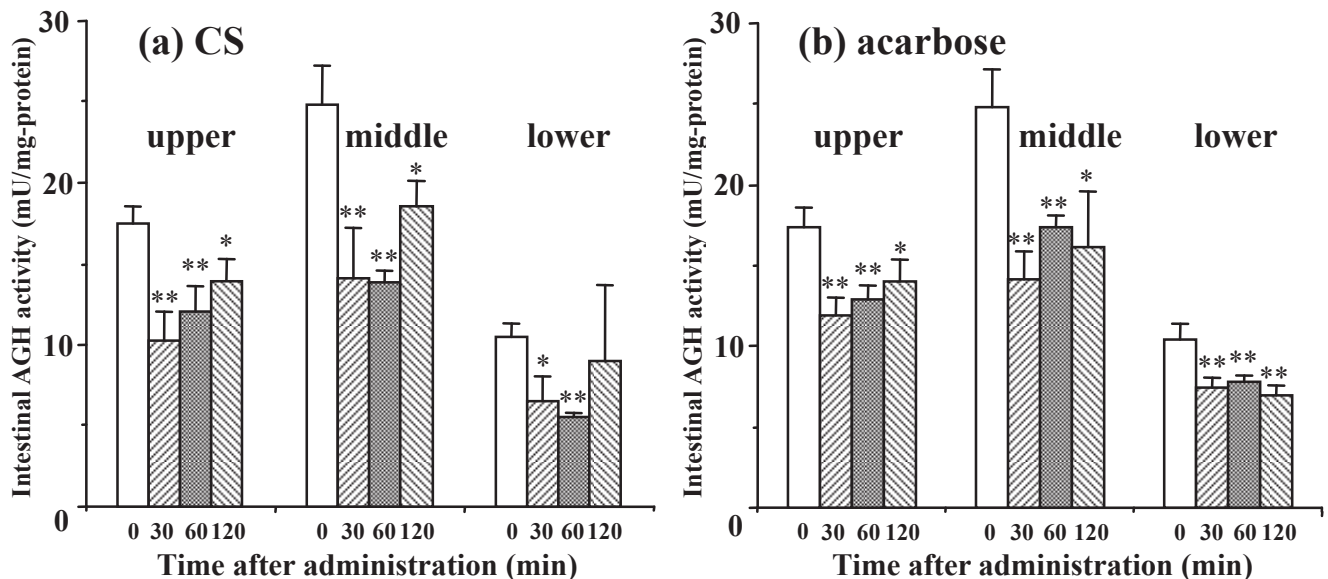 (a) CS
Intestinal AGH activity (mU/mg-protein)
30
20
10
0
upper
middle
lower
**
**
*
**
**
*
*
**
0 30 60 120
0 30 60 120
0 30 60 120
Time after administration (min)
(b) acarbose
Intestinal AGH activity (mU/mg-protein)
30
20
10
0
upper
middle
lower
**
**
*
**
**
*
**
**
**
0 30 60 120
0 30 60 120
0 30 60 120
Time after administration (min)